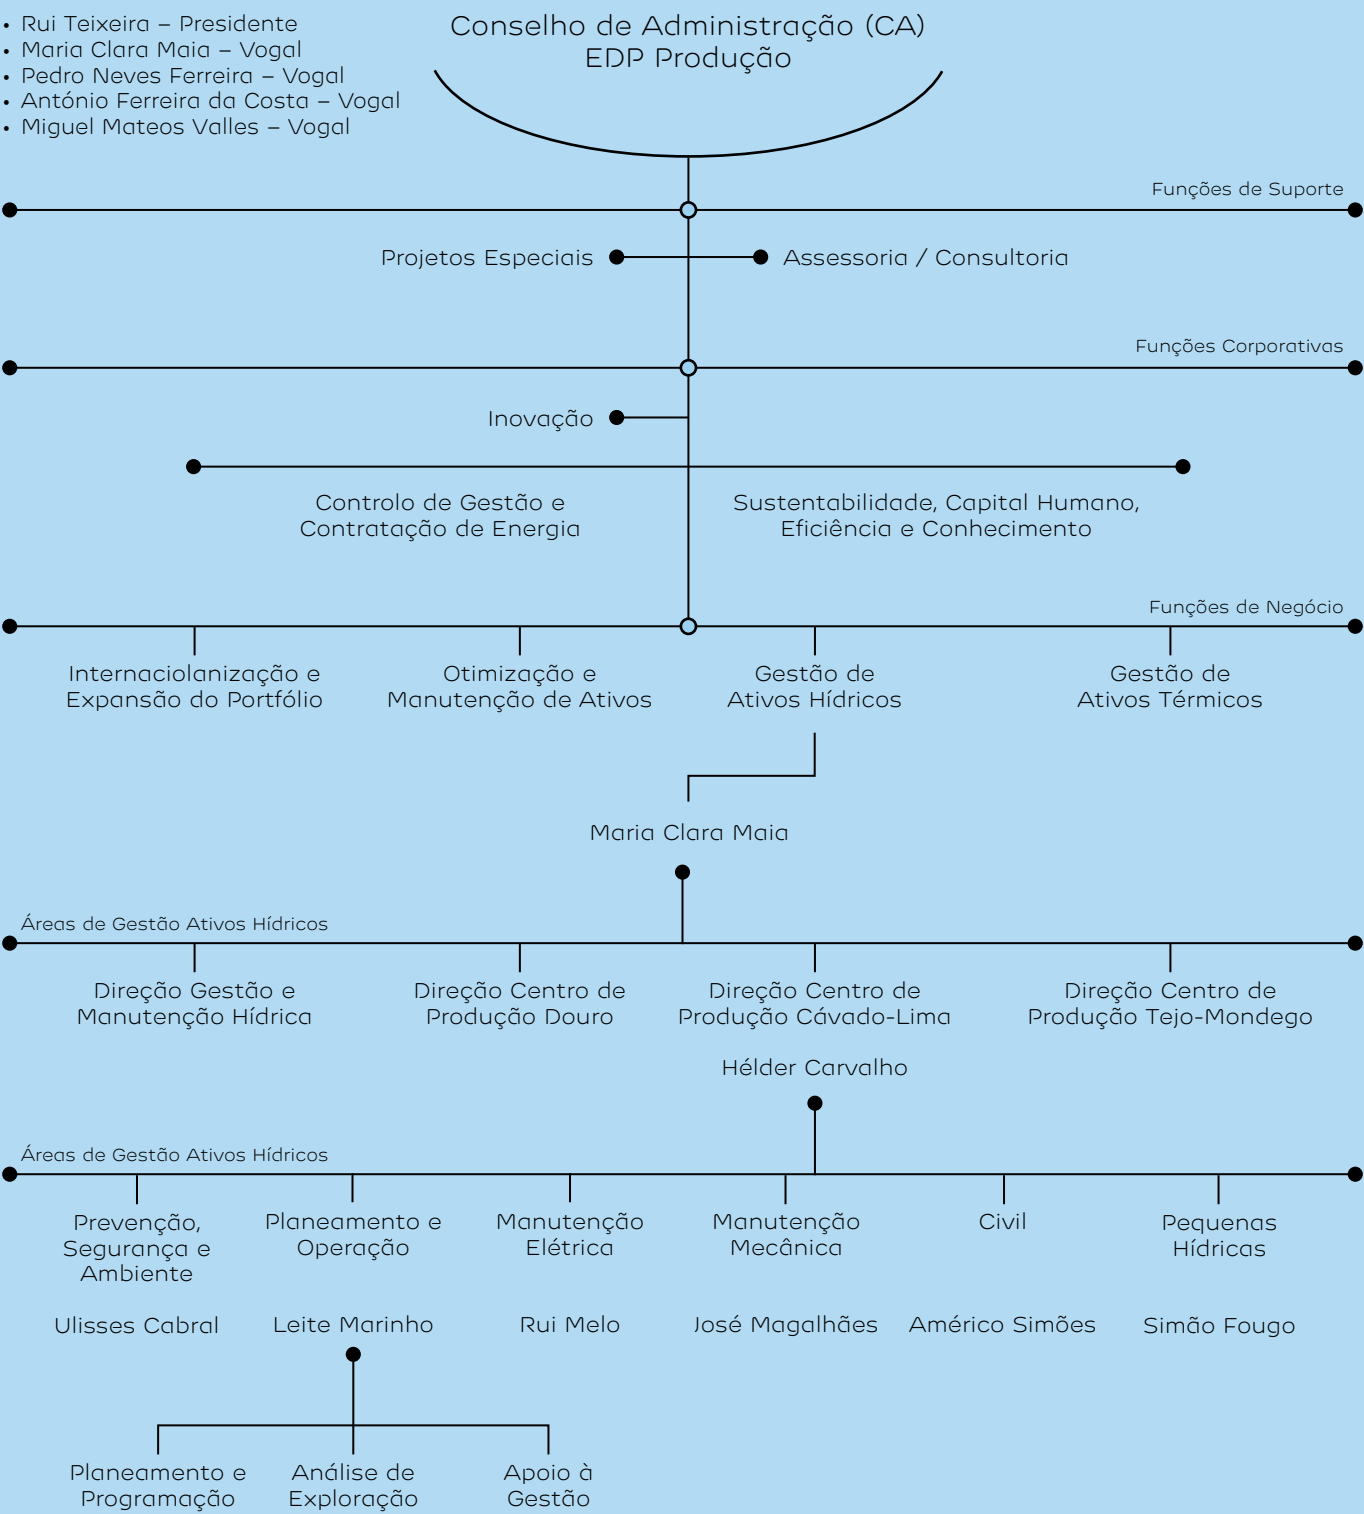 • Rui Teixeira – Presidente
• Maria Clara Maia – Vogal
• Pedro Neves Ferreira – Vogal
• António Ferreira da Costa – Vogal
• Miguel Mateos Valles – Vogal
Conselho de Administração (CA)
EDP Produção
Funções de Suporte
Projetos Especiais
Assessoria / Consultoria
Funções Corporativas
Inovação
Controlo de Gestão e
Contratação de Energia
Sustentabilidade, Capital Humano,
Eficiência e Conhecimento
Funções de Negócio
Internaciolanização e
Expansão do Portfólio
Otimização e
Manutenção de Ativos
Gestão de
Ativos Hídricos
Gestão de
Ativos Térmicos
Maria Clara Maia
Áreas de Gestão Ativos Hídricos
Direção Gestão e
Manutenção Hídrica
Direção Centro de
Produção Douro
Direção Centro de
Produção Cávado-Lima
Direção Centro de
Produção Tejo-Mondego
Hélder Carvalho
Áreas de Gestão Ativos Hídricos
Prevenção,
Segurança e
Ambiente
Planeamento e
Operação
Manutenção
Elétrica
Manutenção
Mecânica
Civil
Pequenas
Hídricas
Ulisses Cabral
Leite Marinho
Rui Melo
José Magalhães
Américo Simões
Simão Fougo
Planeamento e
Programação
Análise de
Exploração
Apoio à
Gestão